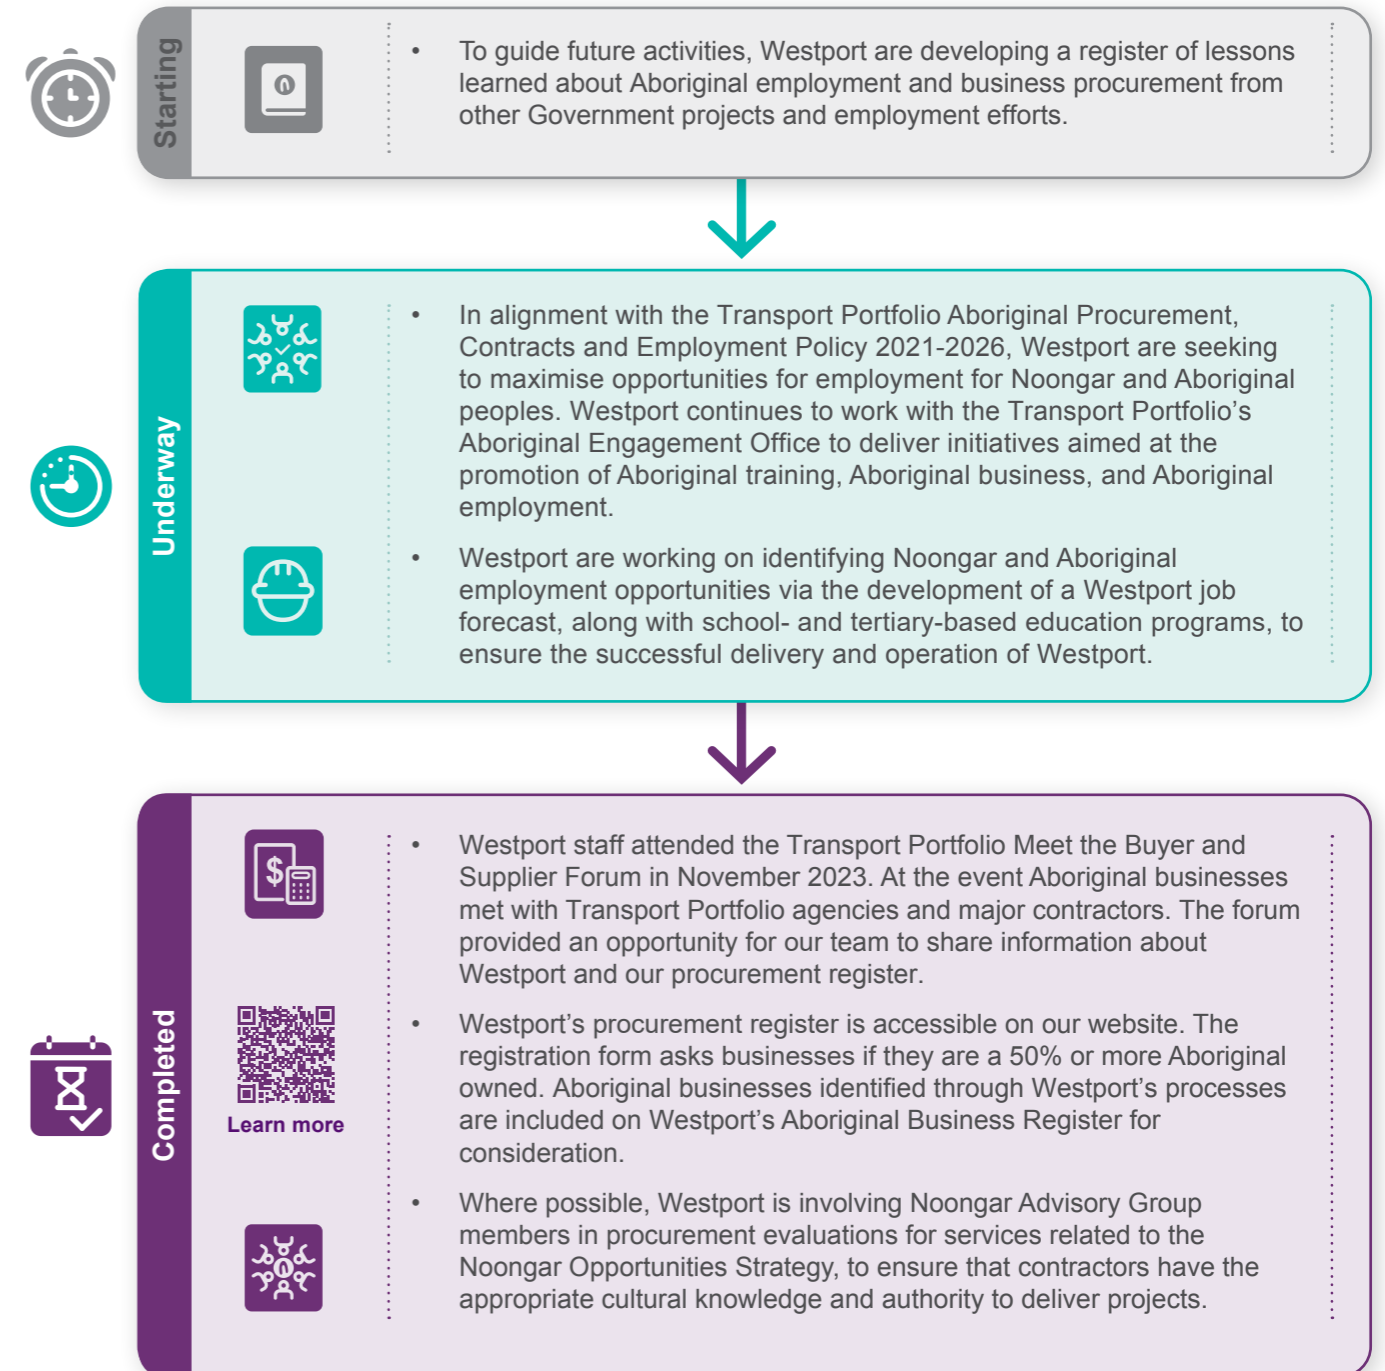 Starting
• To guide future activities, Westport are developing a register of lessons
learned about Aboriginal employment and business procurement from
other Government projects and employment efforts.
Underway
• In alignment with the Transport Portfolio Aboriginal Procurement,
Contracts and Employment Policy 2021-2026, Westport are seeking
to maximise opportunities for employment for Noongar and Aboriginal
peoples. Westport continues to work with the Transport Portfolio’s
Aboriginal Engagement Office to deliver initiatives aimed at the
promotion of Aboriginal training, Aboriginal business, and Aboriginal
employment.
• Westport are working on identifying Noongar and Aboriginal
employment opportunities via the development of a Westport job
forecast, along with school- and tertiary-based education programs, to
ensure the successful delivery and operation of Westport.
Completed
$
• Westport staff attended the Transport Portfolio Meet the Buyer and
Supplier Forum in November 2023. At the event Aboriginal businesses
met with Transport Portfolio agencies and major contractors. The forum
provided an opportunity for our team to share information about
Westport and our procurement register.
Learn more
• Westport’s procurement register is accessible on our website. The
registration form asks businesses if they are a 50% or more Aboriginal
owned. Aboriginal businesses identified through Westport’s processes
are included on Westport’s Aboriginal Business Register for
consideration.
• Where possible, Westport is involving Noongar Advisory Group
members in procurement evaluations for services related to the
Noongar Opportunities Strategy, to ensure that contractors have the
appropriate cultural knowledge and authority to deliver projects.